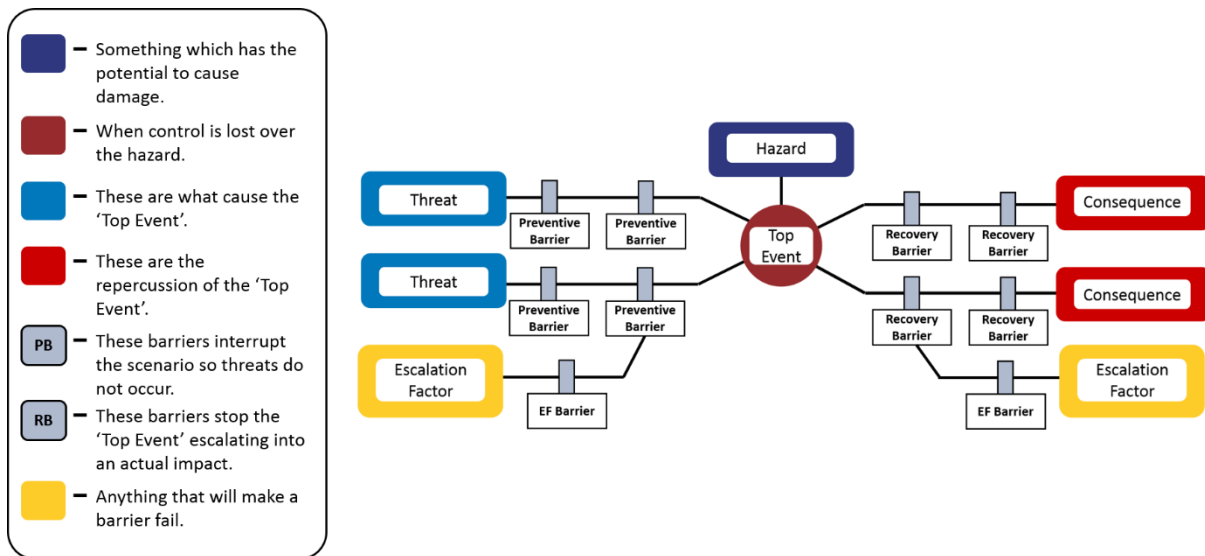 – Something which has the
potential to cause
damage.
– When control is lost over
the hazard.
– These are what cause the
‘Top Event’.
– These are the
repercussion of the ‘Top
Event’.
PB – These barriers interrupt
the scenario so threats do
not occur.
RB – These barriers stop the
‘Top Event’ escalating into
an actual impact.
– Anything that will make a
barrier fail.
Hazard
Threat
Preventive
Barrier
Preventive
Barrier
Top
Event
Recovery
Barrier
Recovery
Barrier
Consequence
Threat
Preventive
Barrier
Preventive
Barrier
Recovery
Barrier
Recovery
Barrier
Consequence
Escalation
Factor
EF Barrier
EF Barrier
Escalation
Factor